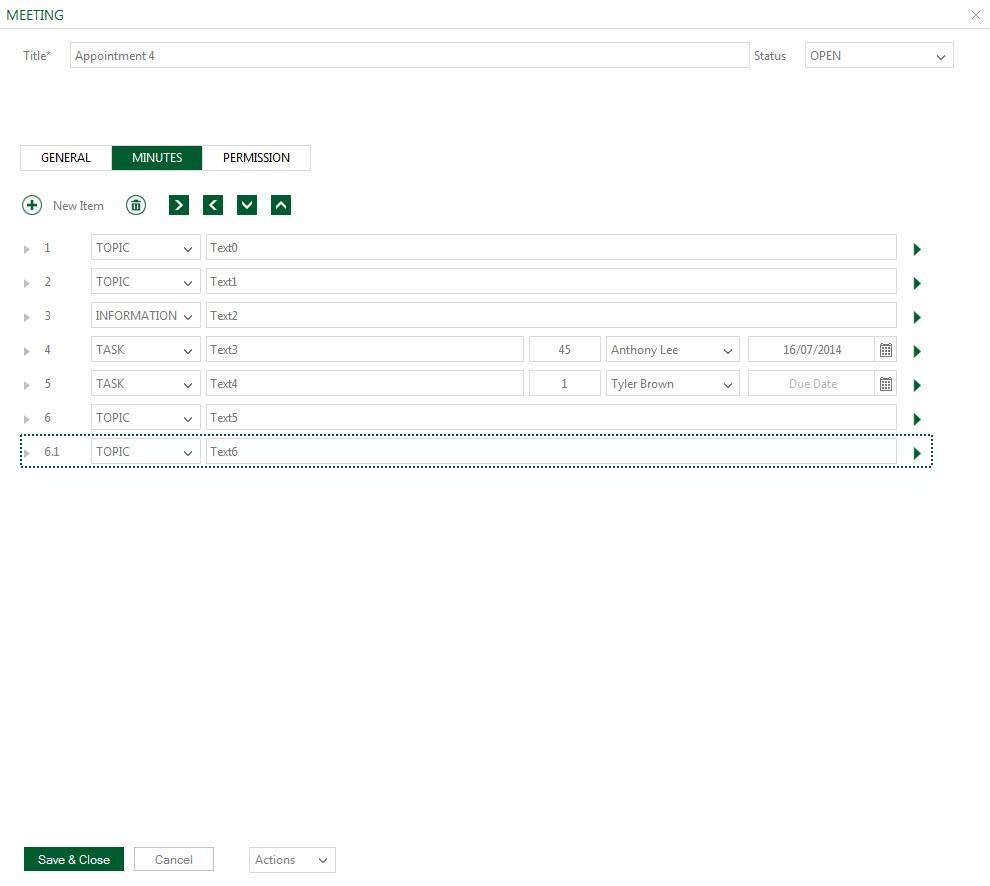 MEETING
Title* Appointment 4 Status OPEN
GENERAL MINUTES PERMISSION
New Item
1 TOPIC Text0
2 TOPIC Text1
3 INFORMATION Text2
4 TASK Text3 45 Anthony Lee 16/07/2014
5 TASK Text4 1 Tyler Brown Due Date
6 TOPIC Text5
6.1 TOPIC Text6
Save & Close Cancel Actions